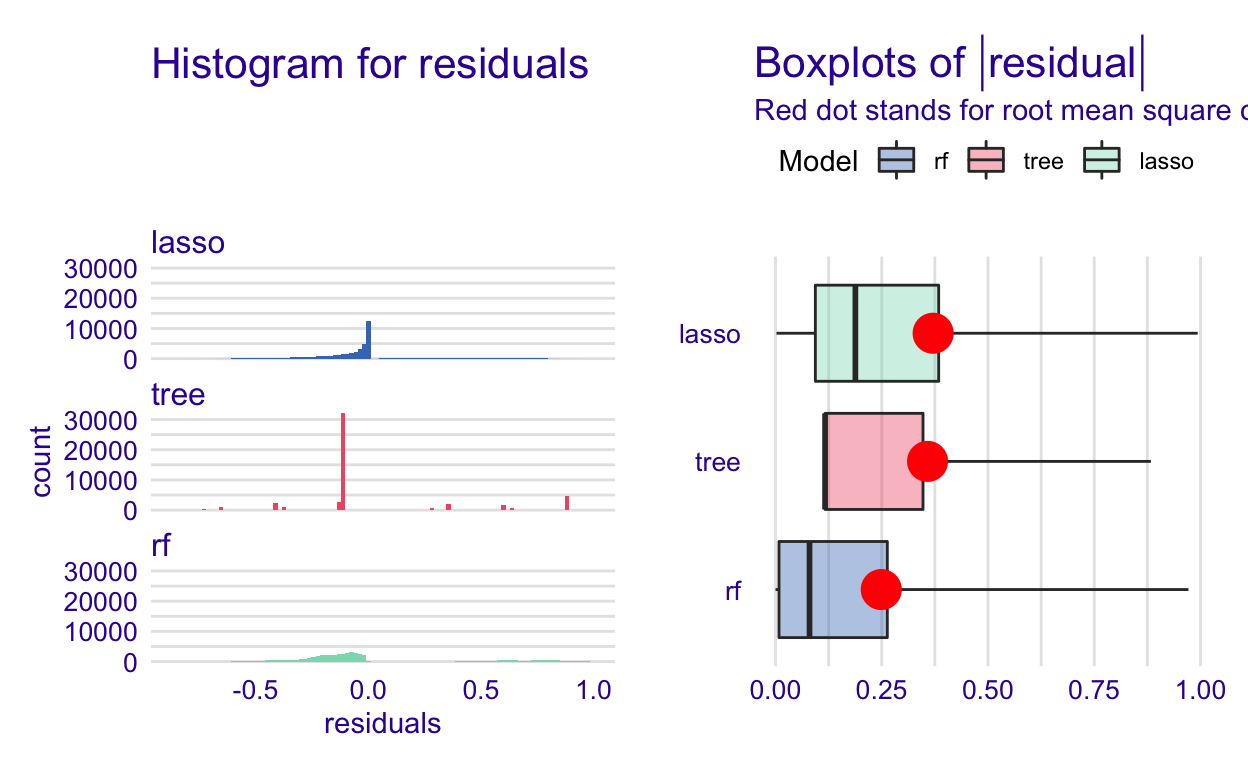 Histogram for residuals
lasso
30000
20000
10000
0
tree
30000
20000
10000
0
rf
30000
20000
10000
0
count
-0.5 0.0 0.5 1.0
residuals
Boxplots of |residual|
Red dot stands for root mean square
Model rf tree lasso
lasso
tree
rf
0.00 0.25 0.50 0.75 1.00